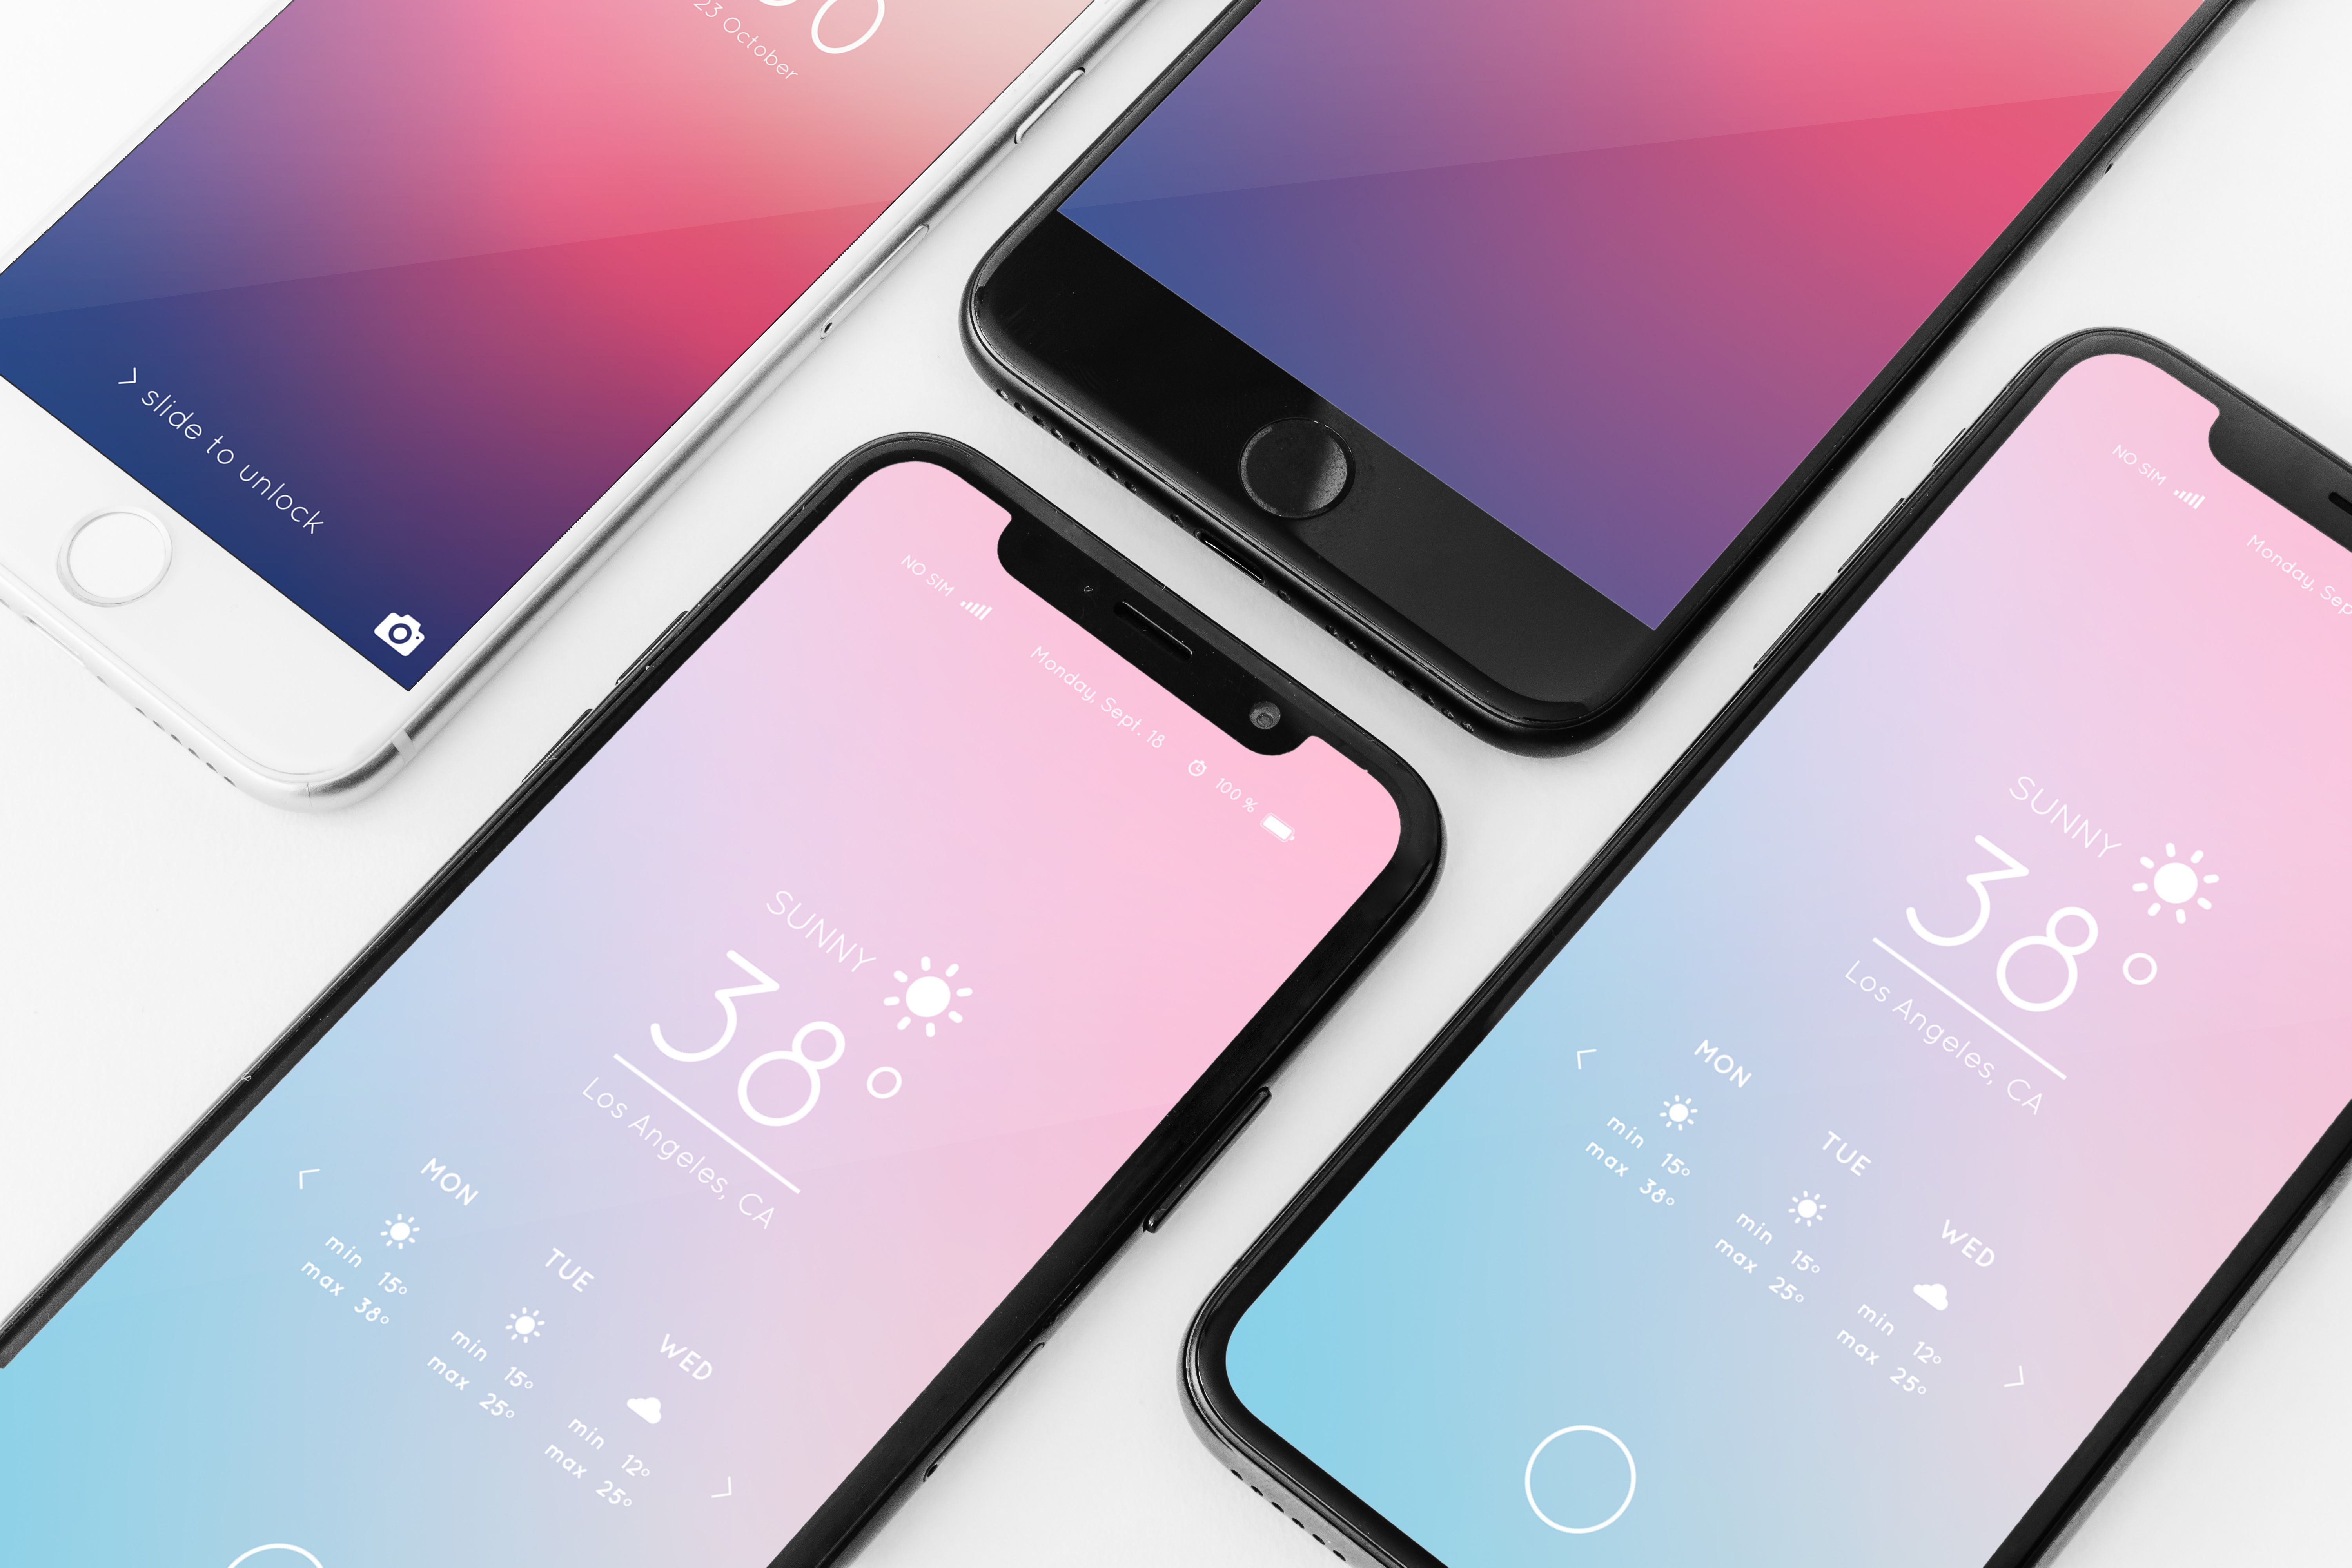 23 October
> slide to unlock
NO SIM
Monday, Sept. 18
100 %
SUNNY
38°
Los Angeles, CA
< MON TUE WED >
min 15° min 15° min 12°
max 38° max 25° max 25°
NO SIM
Monday, Sep
SUNNY
38°
Los Angeles, CA
< MON TUE WED >
min 15° min 15° min 12°
max 38° max 25° max 25°